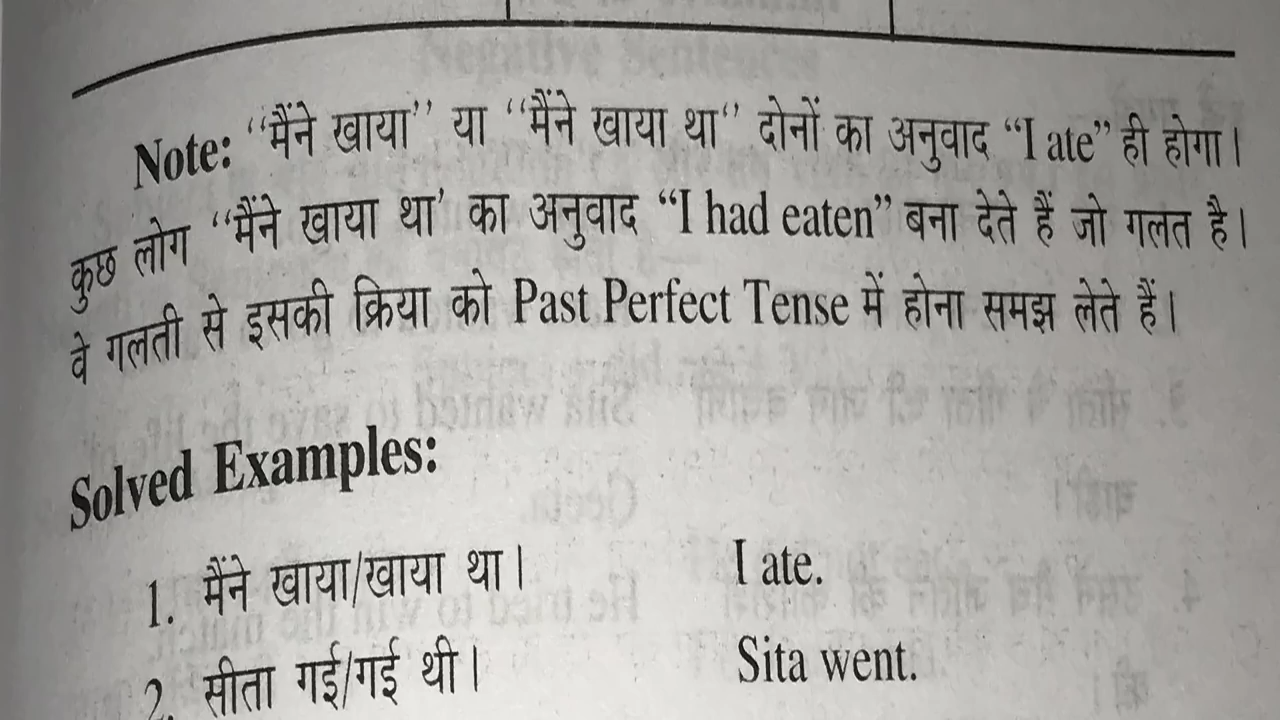 Note: ‘‘मैंने खाया’’ या ‘‘मैंने खाया था’’ दोनों का अनुवाद “I ate” ही होगा।
कुछ लोग ‘‘मैंने खाया था’ का अनुवाद “I had eaten” बना देते हैं जो गलत है।
वे गलती से इसकी क्रिया को Past Perfect Tense में होना समझ लेते हैं।
Solved Examples:
1. मैंने खाया/खाया था। I ate.
2. सीता गई/गई थी। Sita went.